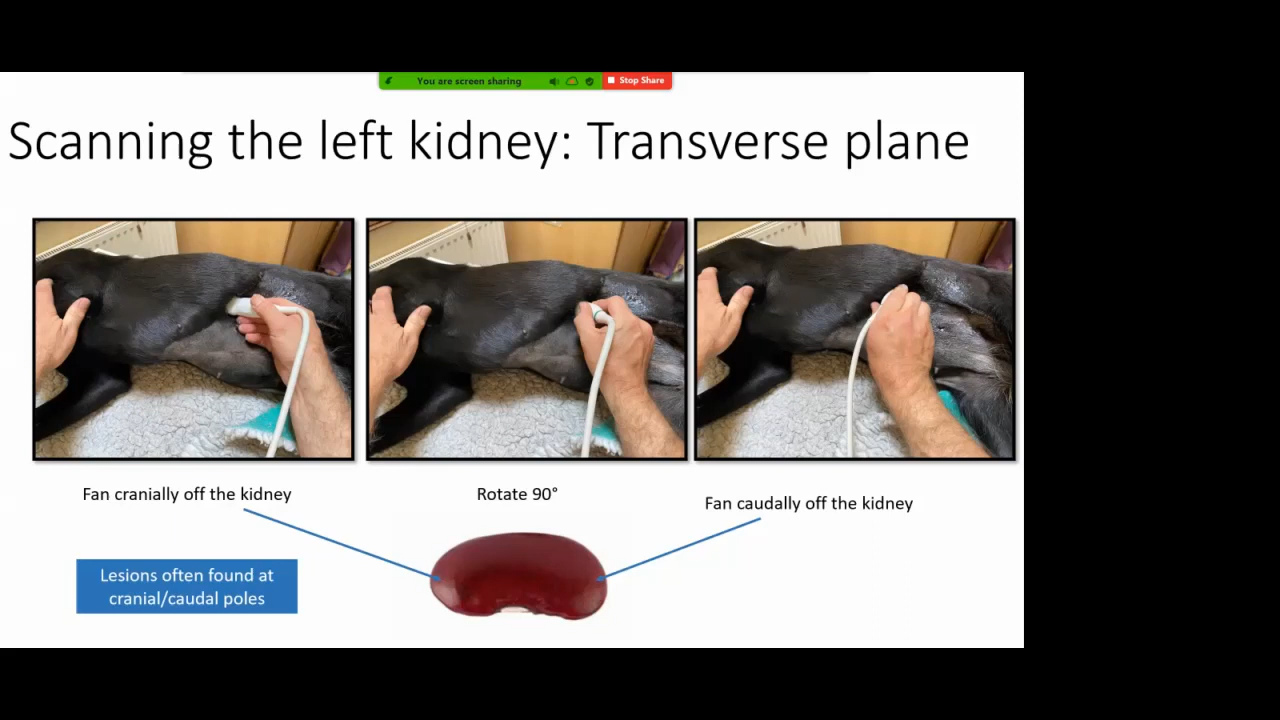 You are screen sharing
Stop Share
Scanning the left kidney: Transverse plane
Fan cranially off the kidney
Rotate 90°
Fan caudally off the kidney
Lesions often found at
cranial/caudal poles